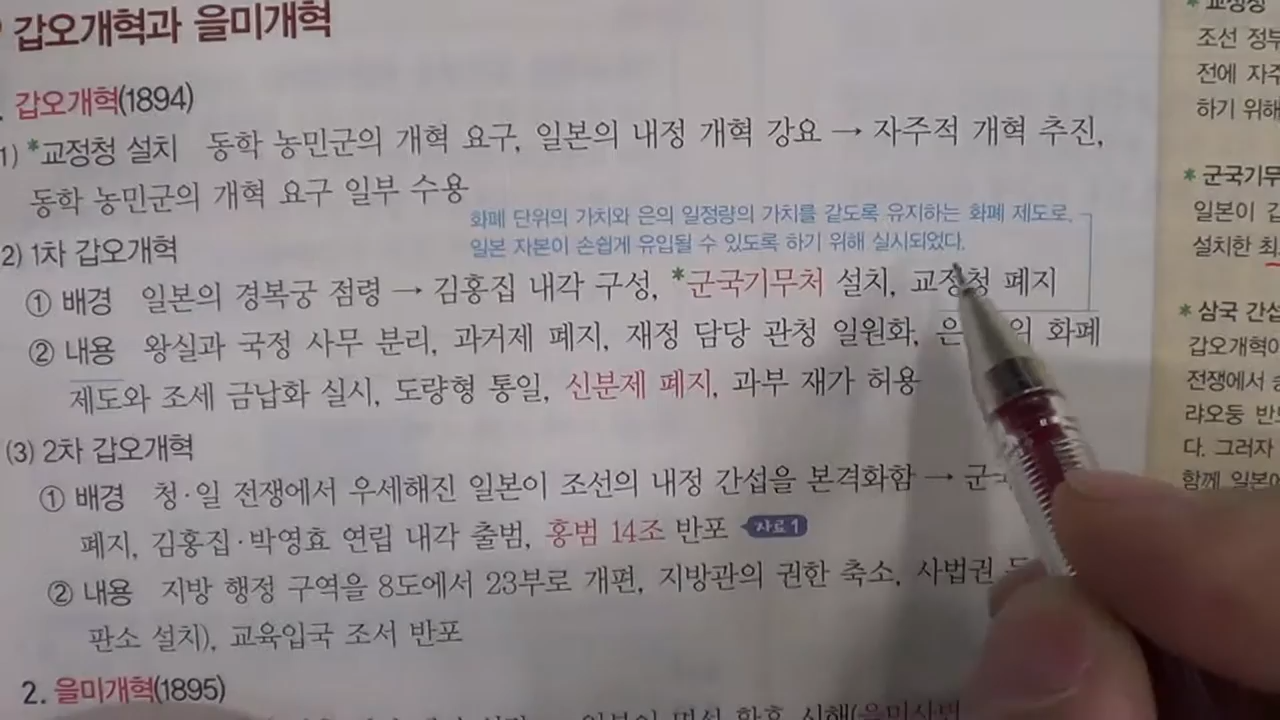 갑오개혁과 을미개혁
갑오개혁(1894)
1) *교정청 설치 동학 농민군의 개혁 요구, 일본의 내정 개혁 강요 → 자주적 개혁 추진,
동학 농민군의 개혁 요구 일부 수용
화폐 단위의 가치와 은의 일정량의 가치를 같도록 유지하는 화폐 제도로,
일본 자본이 손쉽게 유입될 수 있도록 하기 위해 실시되었다.
2) 1차 갑오개혁
① 배경 일본의 경복궁 점령 → 김홍집 내각 구성, *군국기무처 설치, 교정청 폐지
② 내용 왕실과 국정 사무 분리, 과거제 폐지, 재정 담당 관청 일원화, 은 화폐
제도와 조세 금납화 실시, 도량형 통일, 신분제 폐지, 과부 재가 허용
(3) 2차 갑오개혁
① 배경 청·일 전쟁에서 우세해진 일본이 조선의 내정 간섭을 본격화함 → 군
폐지, 김홍집·박영효 연립 내각 출범, 홍범 14조 반포 자료 1
② 내용 지방 행정 구역을 8도에서 23부로 개편, 지방관의 권한 축소, 사법권
판소 설치), 교육입국 조서 반포
2. 을미개혁(1895)
* 교정청
조선 정부
전에 자주
하기 위해
* 군국기무
일본이 갑
설치한 최
* 삼국 간섭
갑오개혁이
전쟁에서
랴오둥 반도
다. 그러자
함께 일본에